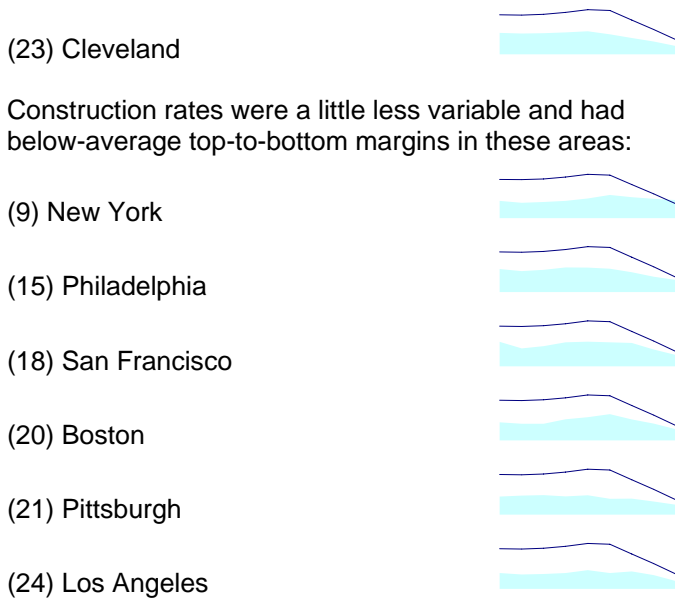 (23) Cleveland
Construction rates were a little less variable and had
below-average top-to-bottom margins in these areas:
(9) New York
(15) Philadelphia
(18) San Francisco
(20) Boston
(21) Pittsburgh
(24) Los Angeles